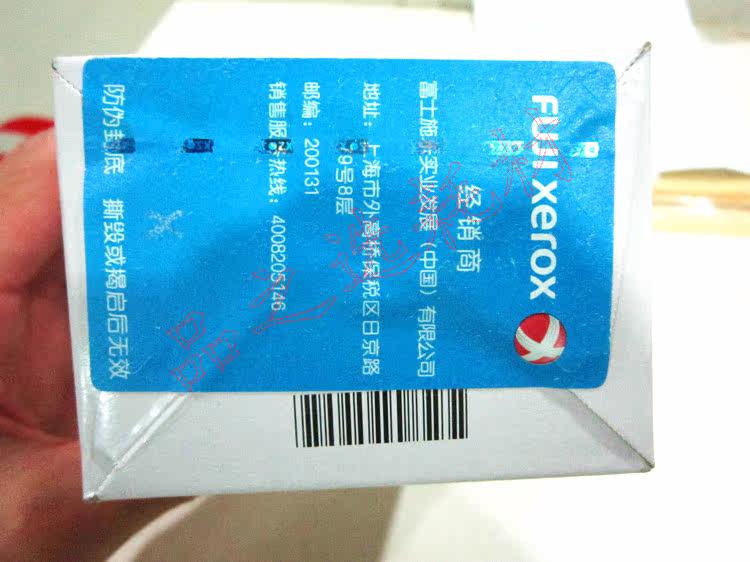 FUJI xerox
经销商
富士施乐实业发展（中国）有限公司
地址：上海市外高桥保税区日京路
79号8层
邮编：200131
销售服务热线：4008205146
防伪封底 撕毁或揭启后无效